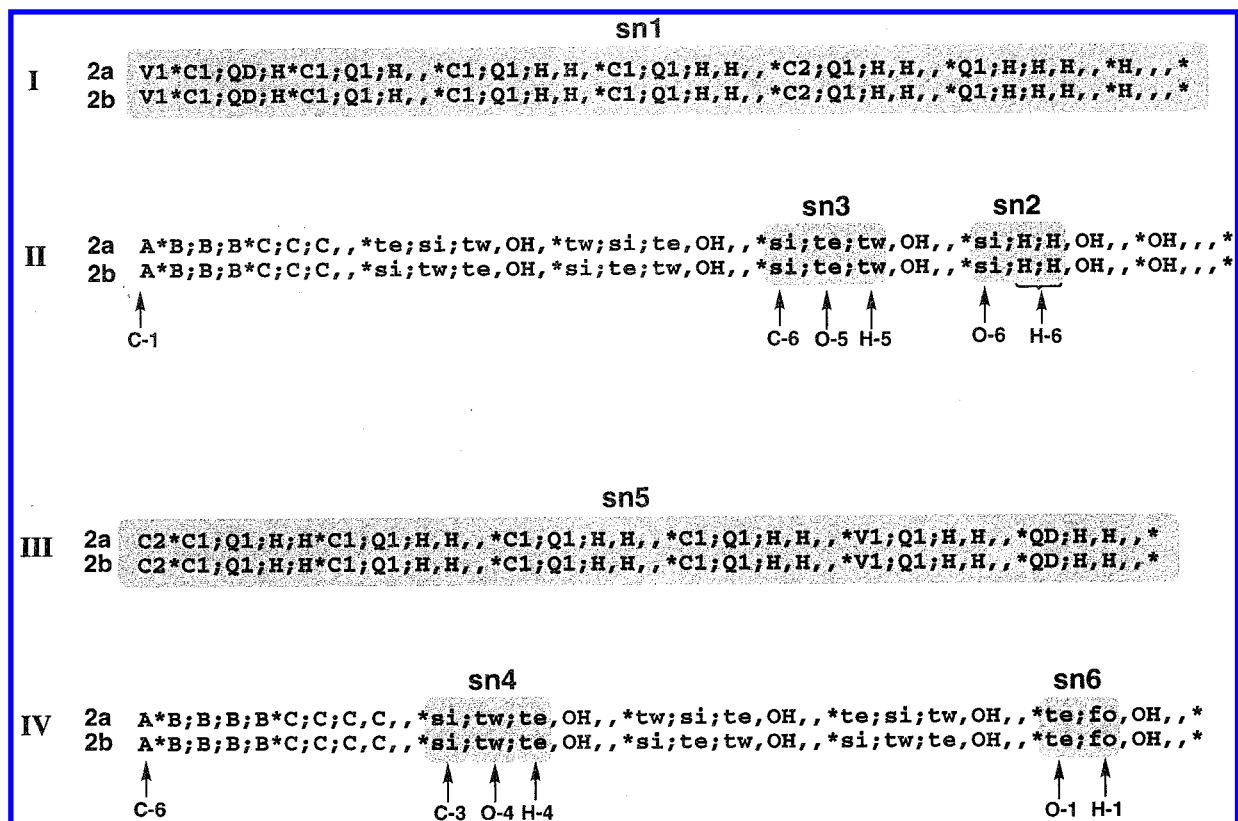 sn1
I 2a V1*C1;QD;H*C1;Q1;H,,*C1;Q1;H,H,*C1;Q1;H,H,,*C2;Q1;H,H,,*Q1;H;H,H,,*H,,,*
2b V1*C1;QD;H*C1;Q1;H,,*C1;Q1;H,H,*C1;Q1;H,H,,*C2;Q1;H,H,,*Q1;H;H,H,,*H,,,*
sn3 sn2
II 2a A*B;B;B*C;C;C,,*te;si;tw,OH,*tw;si;te,OH,,*si;te;tw,OH,,*si;H;H,OH,,*OH,,,*
2b A*B;B;B*C;C;C,,*si;tw;te,OH,*si;te;tw,OH,,*si;te;tw,OH,,*si;H;H,OH,,*OH,,,*
C-1 C-6 O-5 H-5 O-6 H-6
sn5
III 2a C2*C1;Q1;H;H*C1;Q1;H,H,,*C1;Q1;H,H,,*C1;Q1;H,H,,*V1;Q1;H,H,,*QD;H,H,,*
2b C2*C1;Q1;H;H*C1;Q1;H,H,,*C1;Q1;H,H,,*C1;Q1;H,H,,*V1;Q1;H,H,,*QD;H,H,,*
sn4 sn6
IV 2a A*B;B;B;B*C;C;C,C,,*si;tw;te,OH,,*tw;si;te,OH,,*te;si;tw,OH,,*te;fo,OH,,*
2b A*B;B;B;B*C;C;C,C,,*si;tw;te,OH,,*si;te;tw,OH,,*si;tw;te,OH,,*te;fo,OH,,*
C-6 C-3 O-4 H-4 O-1 H-1